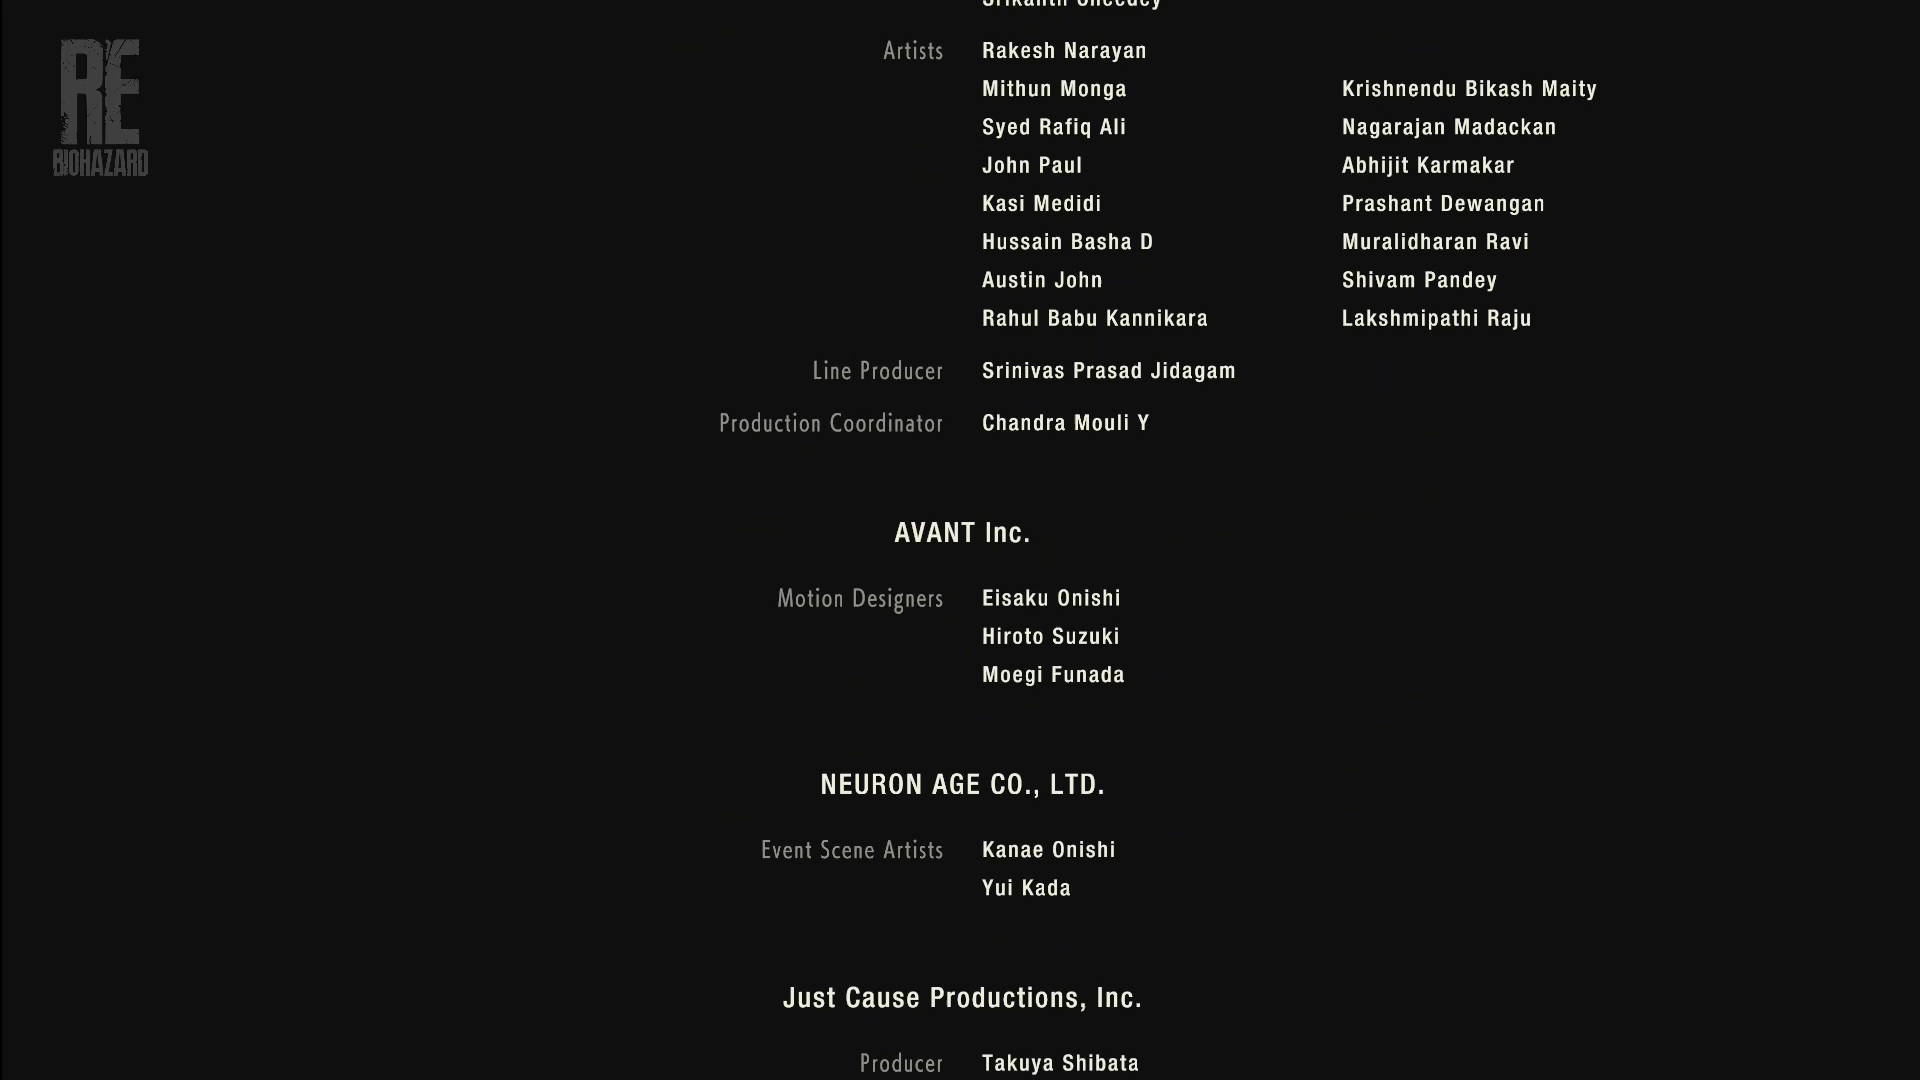 RE
BIOHAZARD
Artists Rakesh Narayan
Mithun Monga Krishnendu Bikash Maity
Syed Rafiq Ali Nagarajan Madackan
John Paul Abhijit Karmakar
Kasi Medidi Prashant Dewangan
Hussain Basha D Muralidharan Ravi
Austin John Shivam Pandey
Rahul Babu Kannikara Lakshmipathi Raju
Line Producer Srinivas Prasad Jidagam
Production Coordinator Chandra Mouli Y
AVANT Inc.
Motion Designers Eisaku Onishi
Hiroto Suzuki
Moegi Funada
NEURON AGE CO., LTD.
Event Scene Artists Kanae Onishi
Yui Kada
Just Cause Productions, Inc.
Producer Takuya Shibata